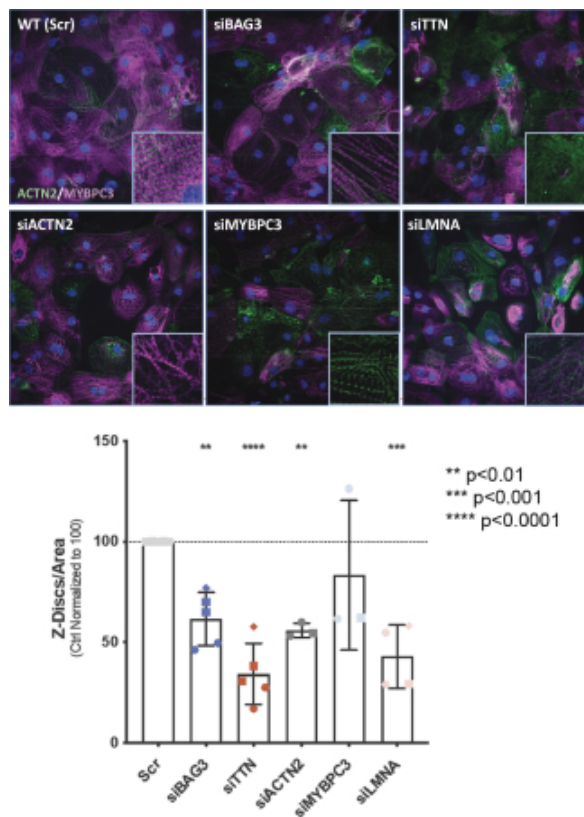 WT (Scr)
siBAG3
siTTN
ACTN2/MYBPC3
siACTN2
siMYBPC3
siLMNA
150
** **** ** ***
** p<0.01
*** p<0.001
**** p<0.0001
100
50
0
Z-Discs/Area
(Ctrl Normalized to 100)
Scr
siBAG3
siTTN
siACTN2
siMYBPC3
siLMNA